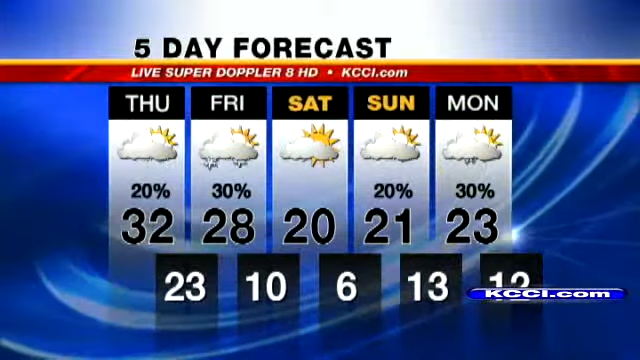 5 DAY FORECAST
LIVE SUPER DOPPLER 8 HD • KCCI.com
THU FRI SAT SUN MON
20% 30% 20% 30%
32 28 20 21 23
23 10 6 13 12
KCCI.com